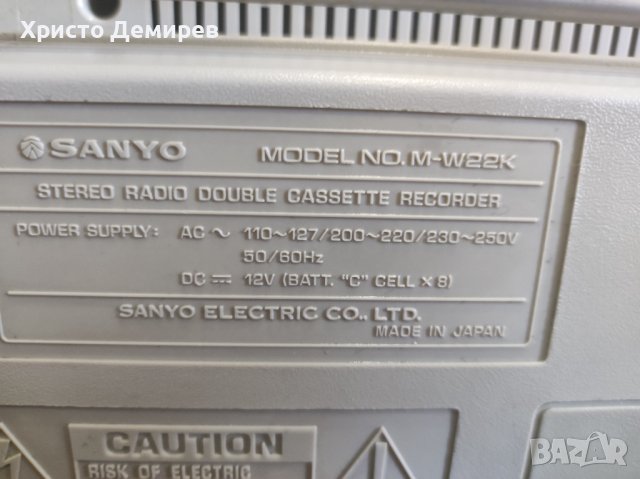 Христо Демирев
SANYO MODEL NO. M-W22K
STEREO RADIO DOUBLE CASSETTE RECORDER
POWER SUPPLY: AC ~ 110~127/200~220/230~250V
50/60Hz
DC ⎓ 12V (BATT. "C" CELL × 8)
SANYO ELECTRIC CO., LTD.
MADE IN JAPAN
CAUTION
RISK OF ELECTRIC
BAZAR